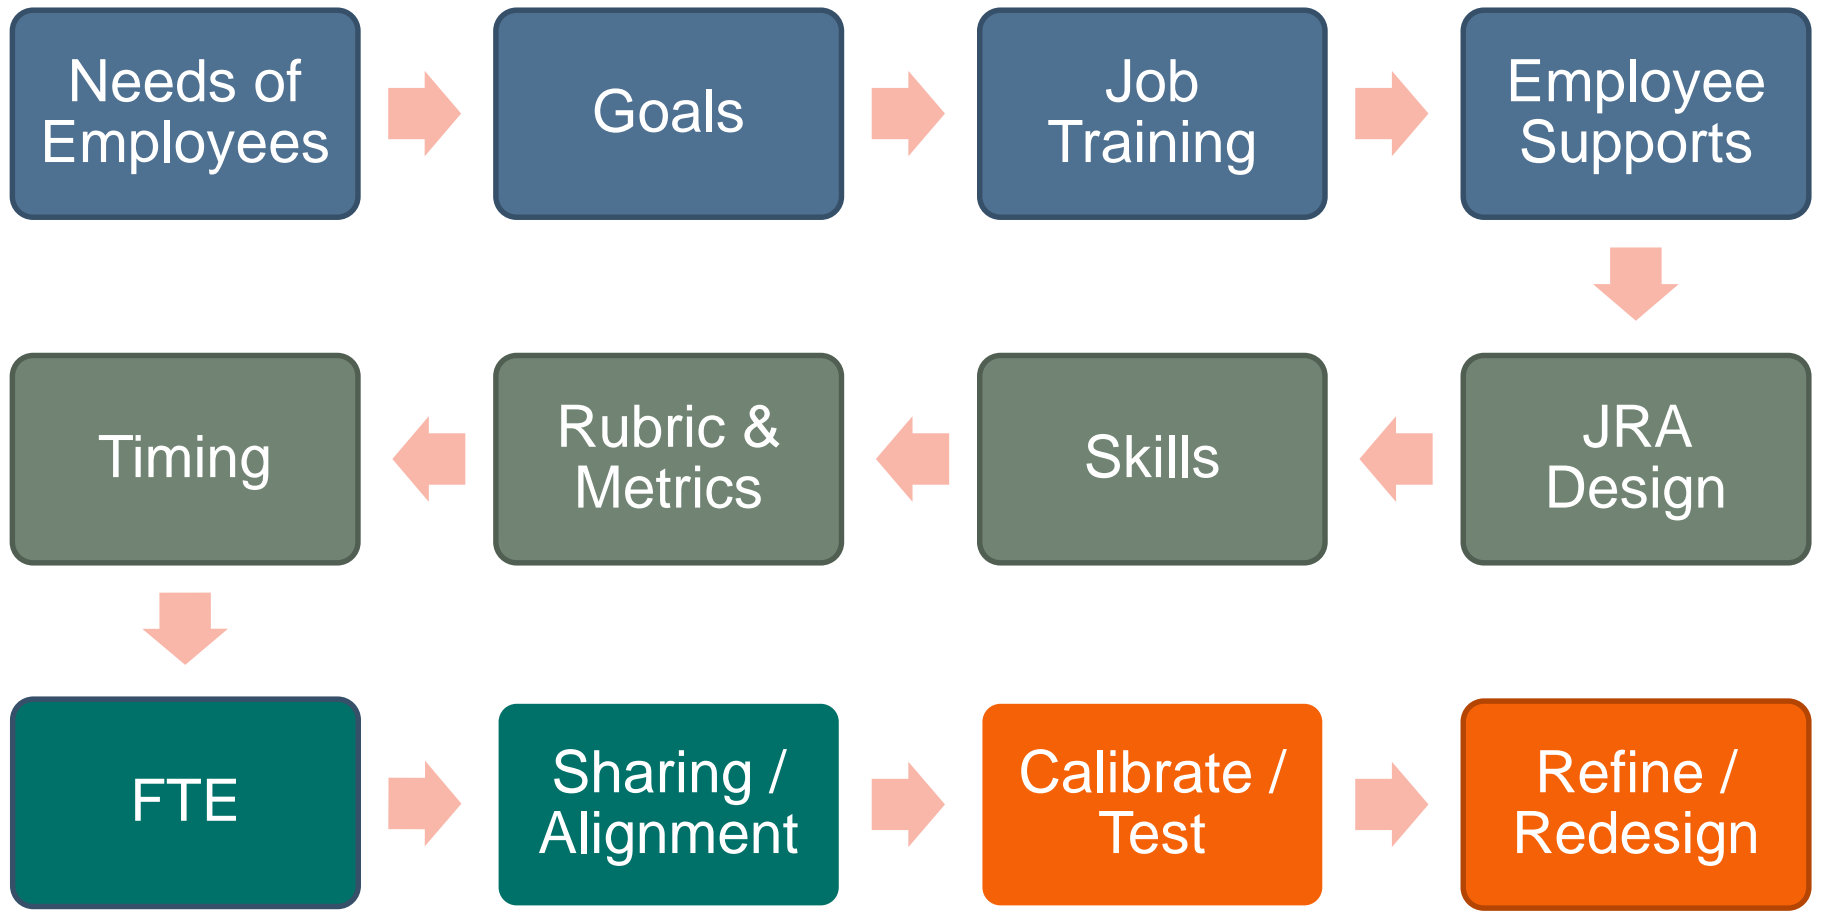 Needs of
Employees
Goals
Job
Training
Employee
Supports
JRA
Design
Skills
Rubric &
Metrics
Timing
FTE
Sharing /
Alignment
Calibrate /
Test
Refine /
Redesign